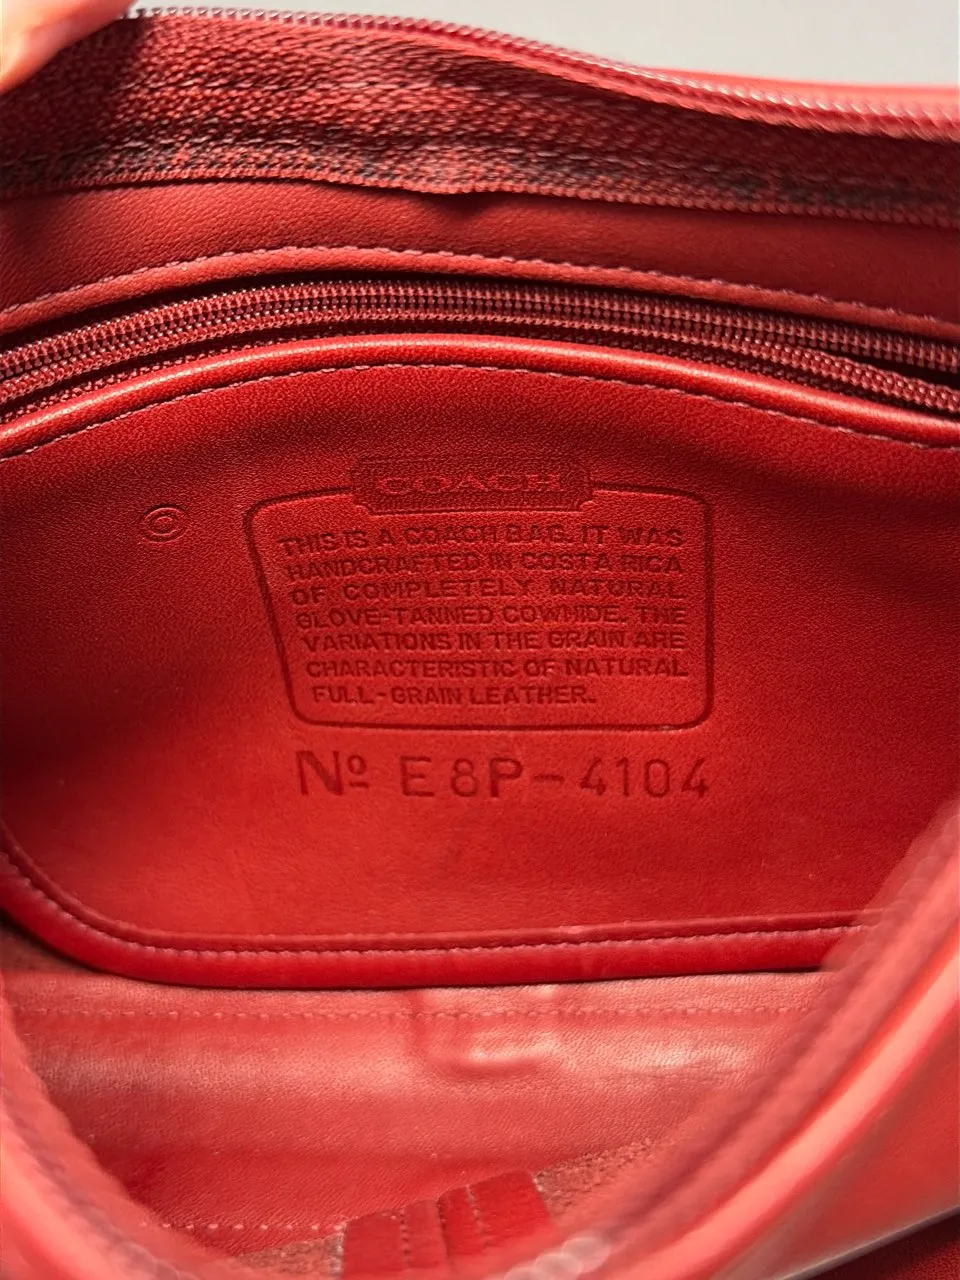 COACH
©
THIS IS A COACH BAG. IT WAS
HANDCRAFTED IN COSTA RICA
OF COMPLETELY NATURAL
GLOVE-TANNED COWHIDE. THE
VARIATIONS IN THE GRAIN ARE
CHARACTERISTIC OF NATURAL
FULL-GRAIN LEATHER.
Nº E8P-4104